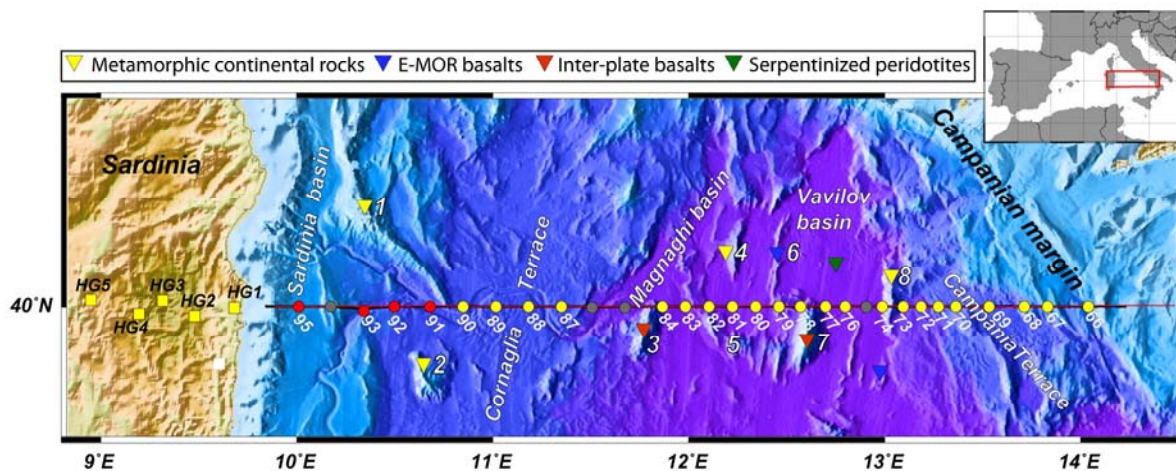 Metamorphic continental rocks
E-MOR basalts
Inter-plate basalts
Serpentinized peridotites
Sardinia
Sardinia basin
Cornaglia Terrace
Magnaghi basin
Vavilov
basin
Campanian margin
Campania Terrace
1
2
3
4
5
6
7
8
HG5
HG4
HG3
HG2
HG1
40°N
95
93
92
91
90
89
88
87
84
83
82
81
80
79
77
76
74
73
72
71
70
69
68
67
66
9°E
10°E
11°E
12°E
13°E
14°E